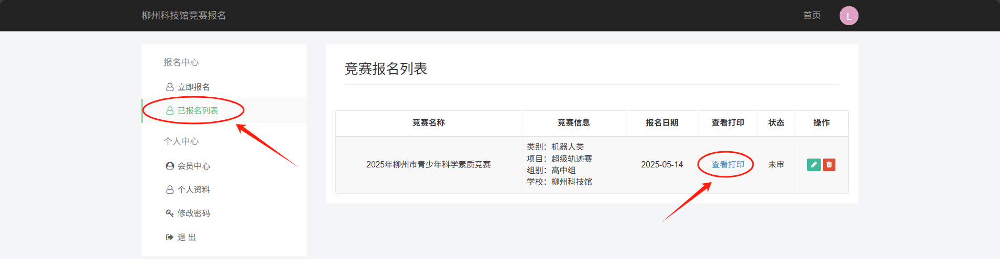 柳州科技馆竞赛报名
首页
L
报名中心
立即报名
已报名列表
个人中心
会员中心
个人资料
修改密码
退 出
竞赛报名列表
竞赛名称 竞赛信息 报名日期 查看打印 状态 操作
2025年柳州市青少年科学素质竞赛
类别：机器人类
项目：超级轨迹赛
组别：高中组
学校：柳州科技馆
2025-05-14
查看打印
未审